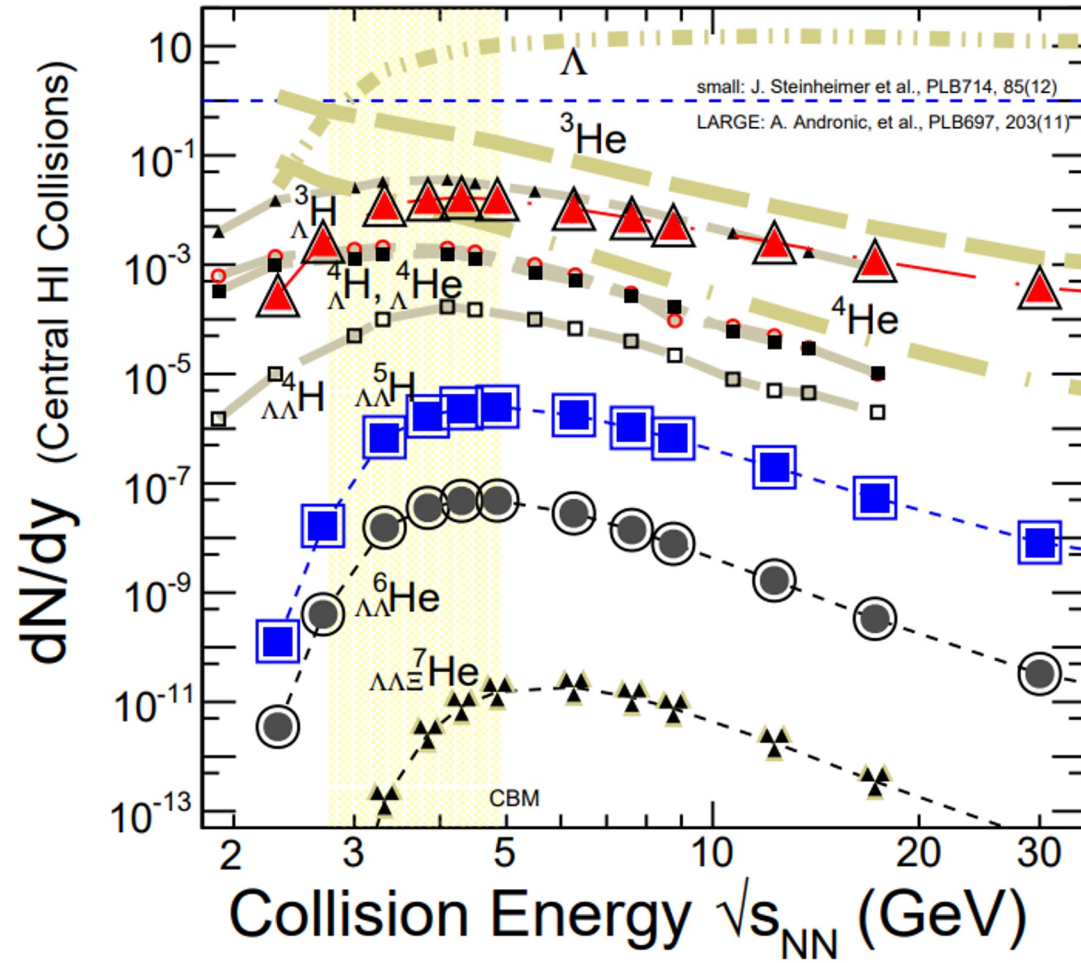 dN/dy (Central HII Collisions)
10
10⁻¹
10⁻³
10⁻⁵
10⁻⁷
10⁻⁹
10⁻¹¹
10⁻¹³
Λ
small: J. Steinheimer et al., PLB714, 85(12)
LARGE: A. Andronic, et al., PLB697, 203(11)
³He
³ΛH
⁴ΛH, ⁴ΛHe
⁴He
⁴ΛΛH
⁵ΛΛH
⁶ΛΛHe
⁷ΛΛΞHe
CBM
2 3 5 10 20 30
Collision Energy √sNN (GeV)